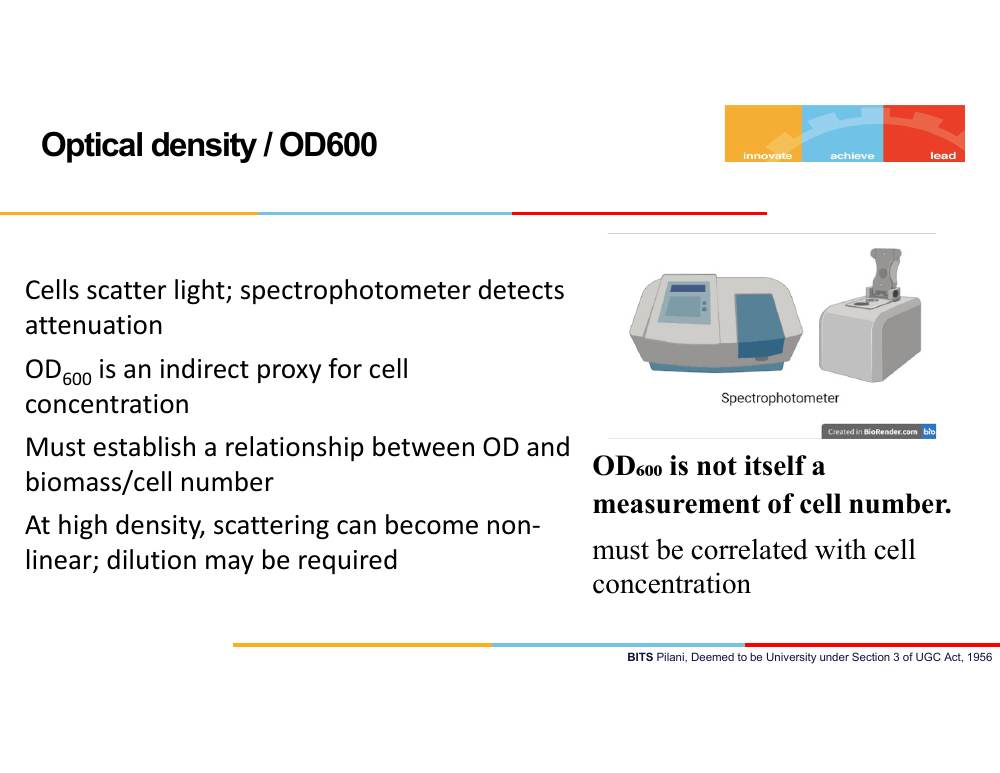 Optical density / OD600
innovate achieve lead
Cells scatter light; spectrophotometer detects
attenuation
OD600 is an indirect proxy for cell
concentration
Must establish a relationship between OD and
biomass/cell number
At high density, scattering can become non-
linear; dilution may be required
Spectrophotometer
Created in BioRender.com bio
OD600 is not itself a
measurement of cell number.
must be correlated with cell
concentration
BITS Pilani, Deemed to be University under Section 3 of UGC Act, 1956